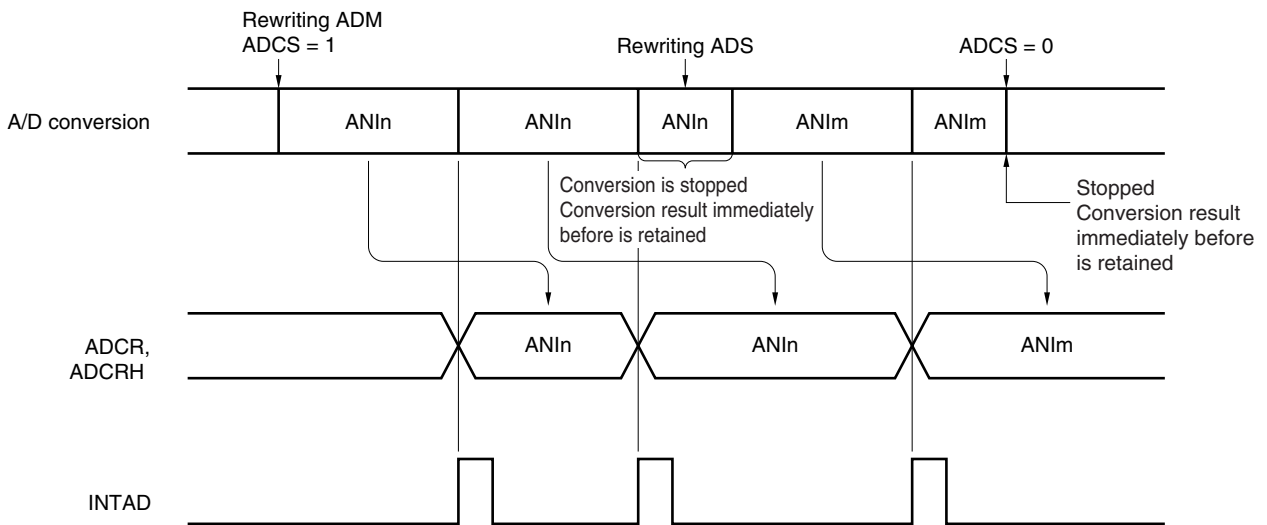 Rewriting ADM
ADCS = 1
Rewriting ADS
ADCS = 0
A/D conversion
ANIn
ANIn
ANIn
ANIm
ANIm
Conversion is stopped
Conversion result immediately
before is retained
Stopped
Conversion result
immediately before
is retained
ADCR,
ADCRH
ANIn
ANIn
ANIm
INTAD